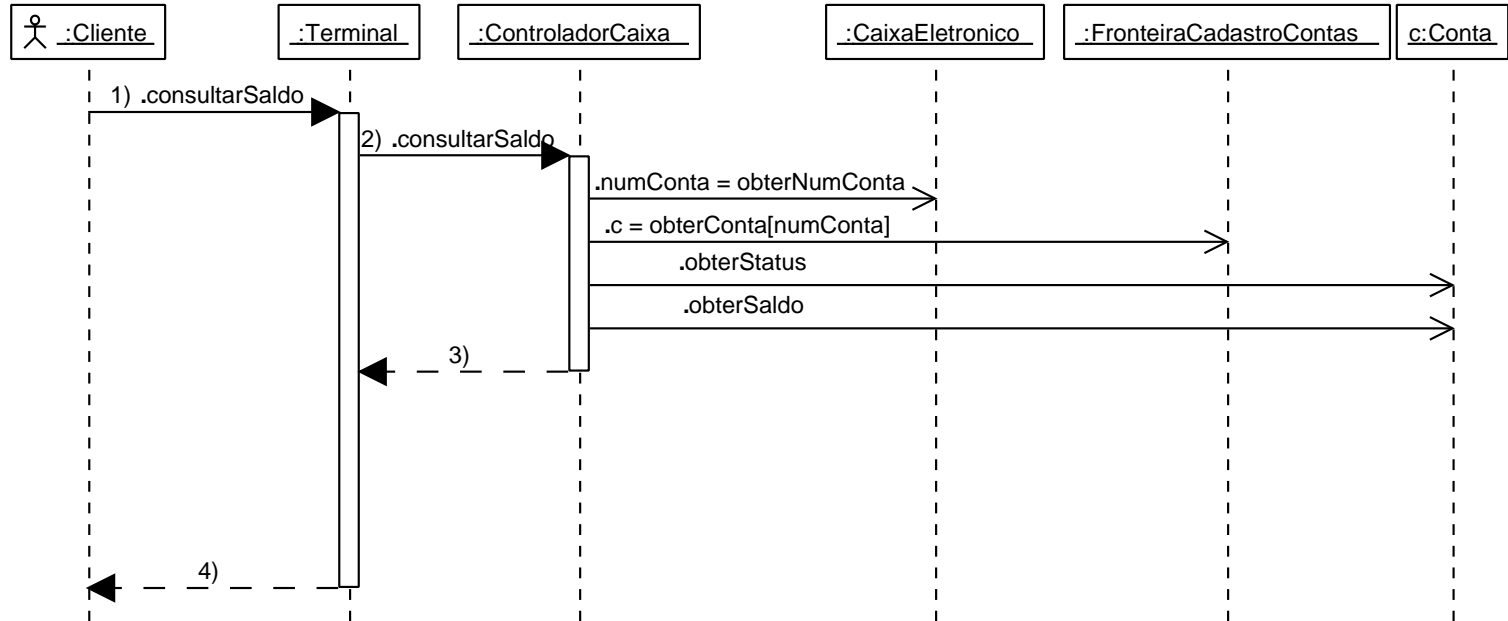 :Cliente
:Terminal
:ControladorCaixa
:CaixaEletronico
:FronteiraCadastroContas
c:Conta
1) .consultarSaldo
2) .consultarSaldo
.numConta = obterNumConta
.c = obterConta[numConta]
.obterStatus
.obterSaldo
3)
4)